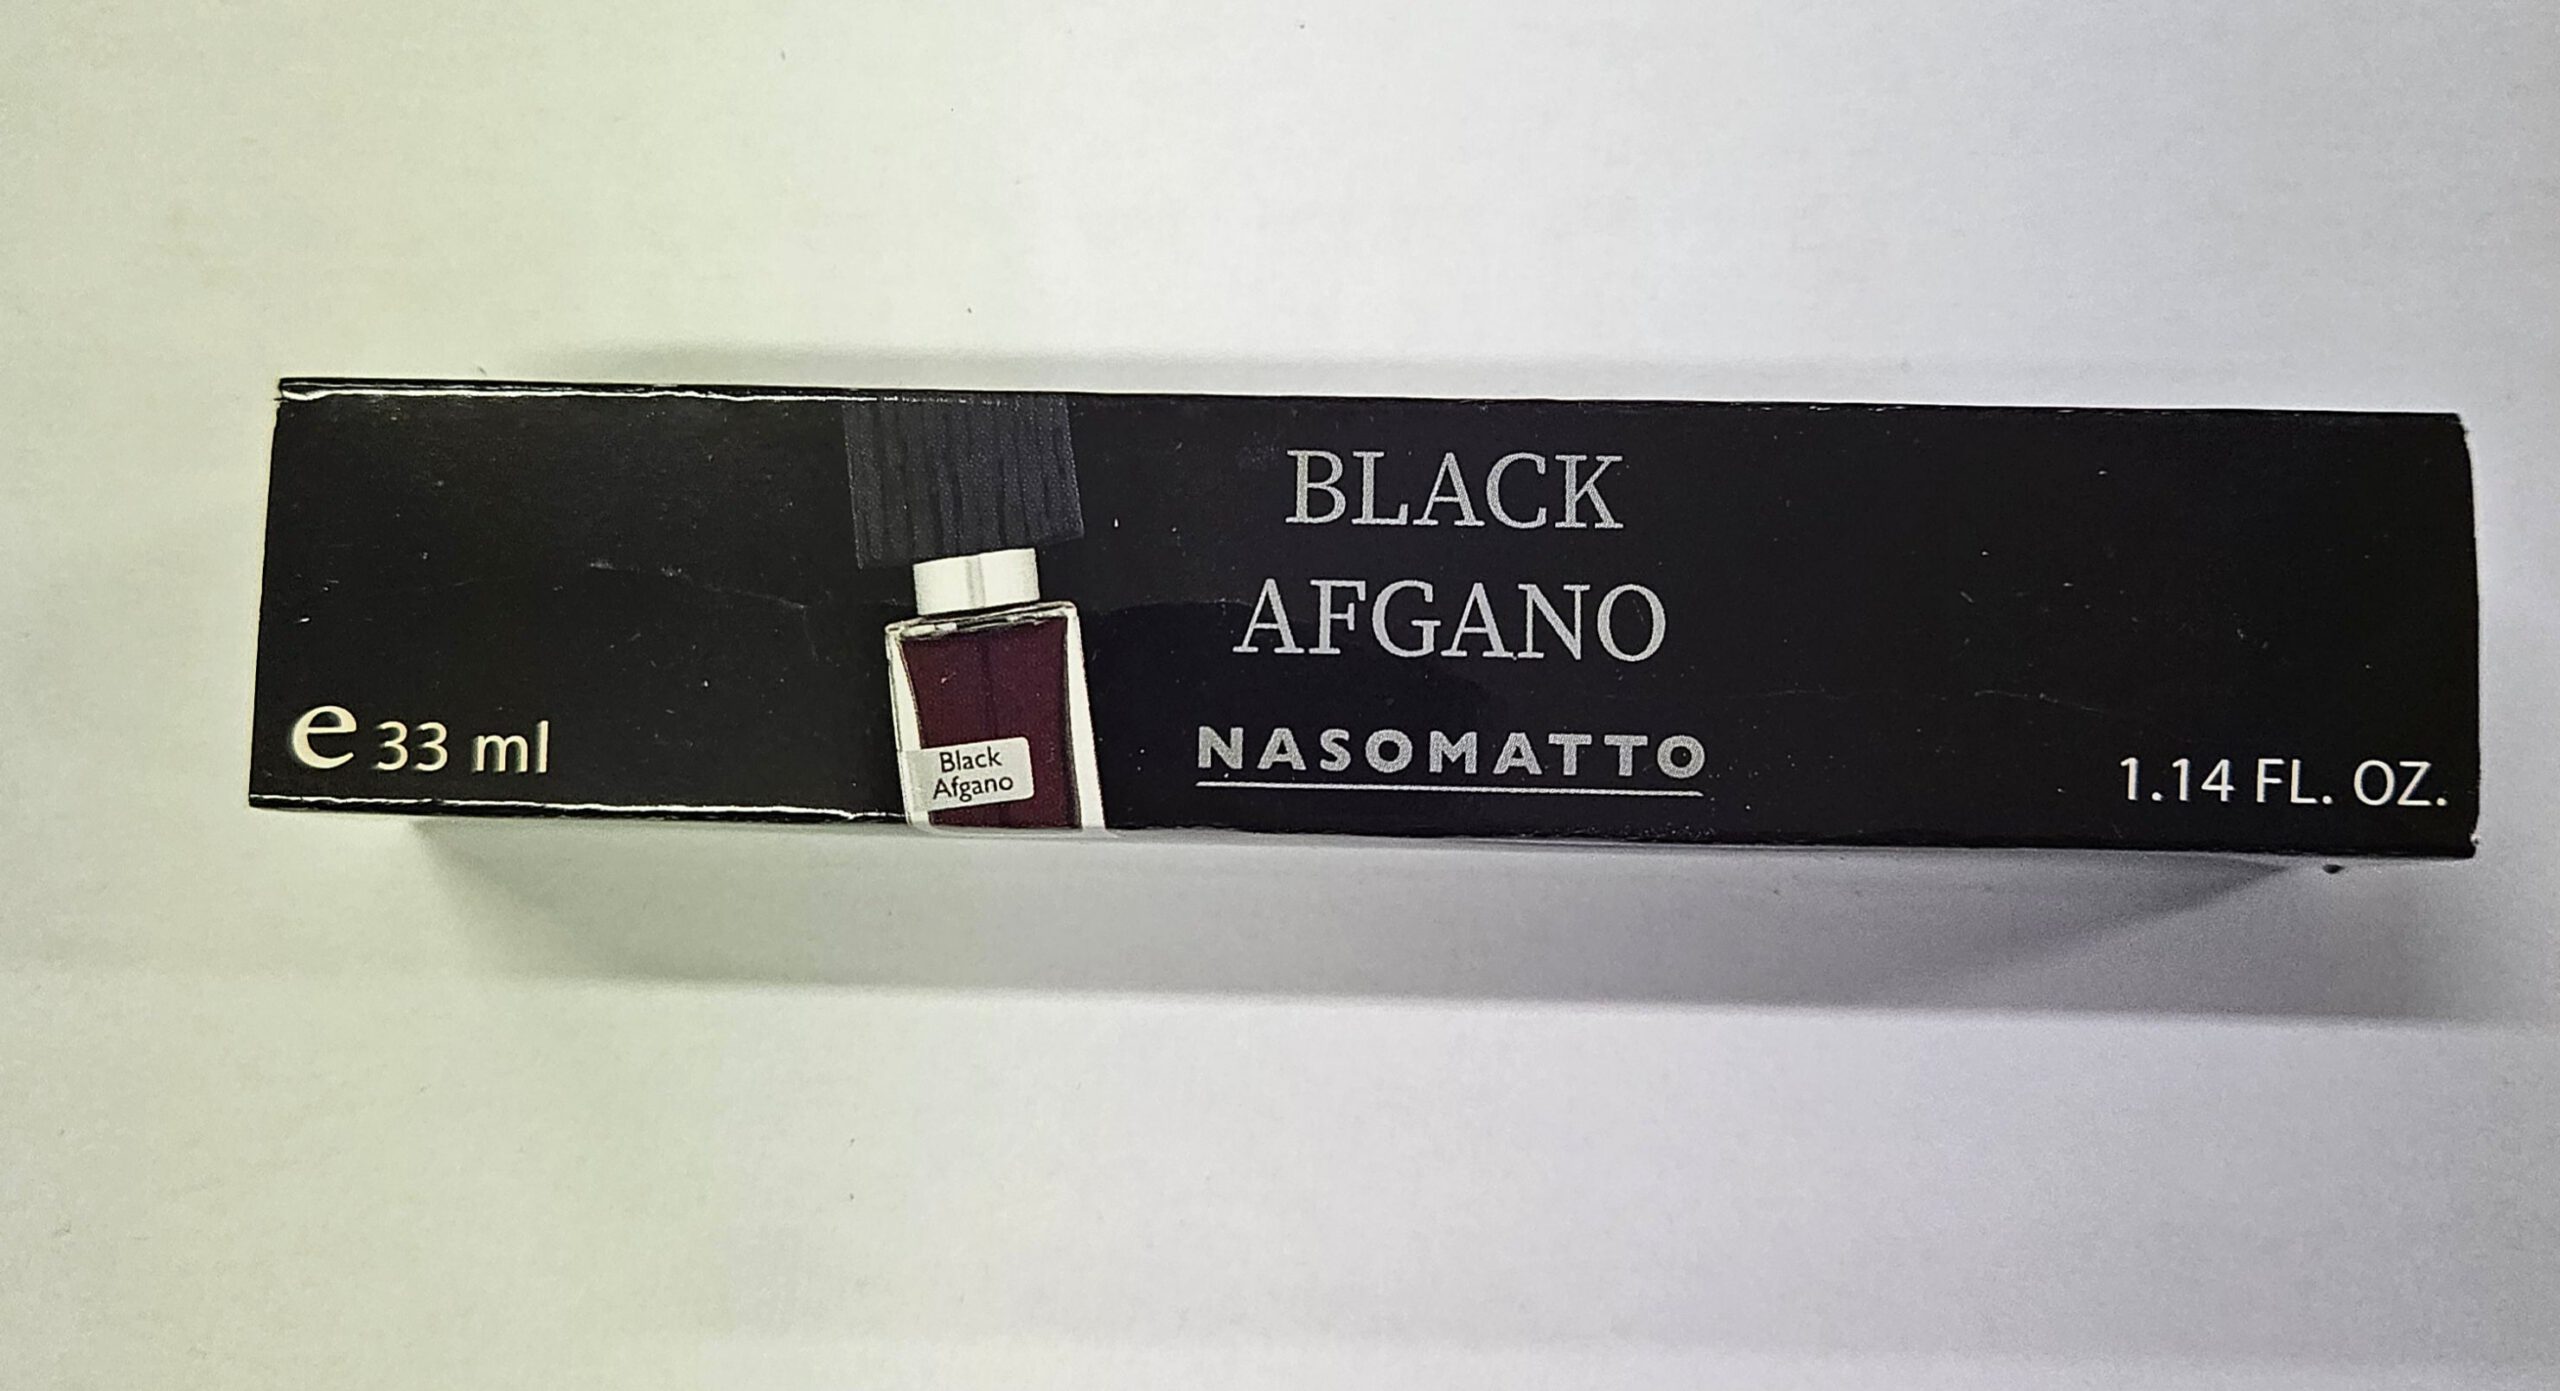 BLACK
AFGANO
NASOMATTO
Black
Afgano
e 33 ml
1.14 FL. OZ.